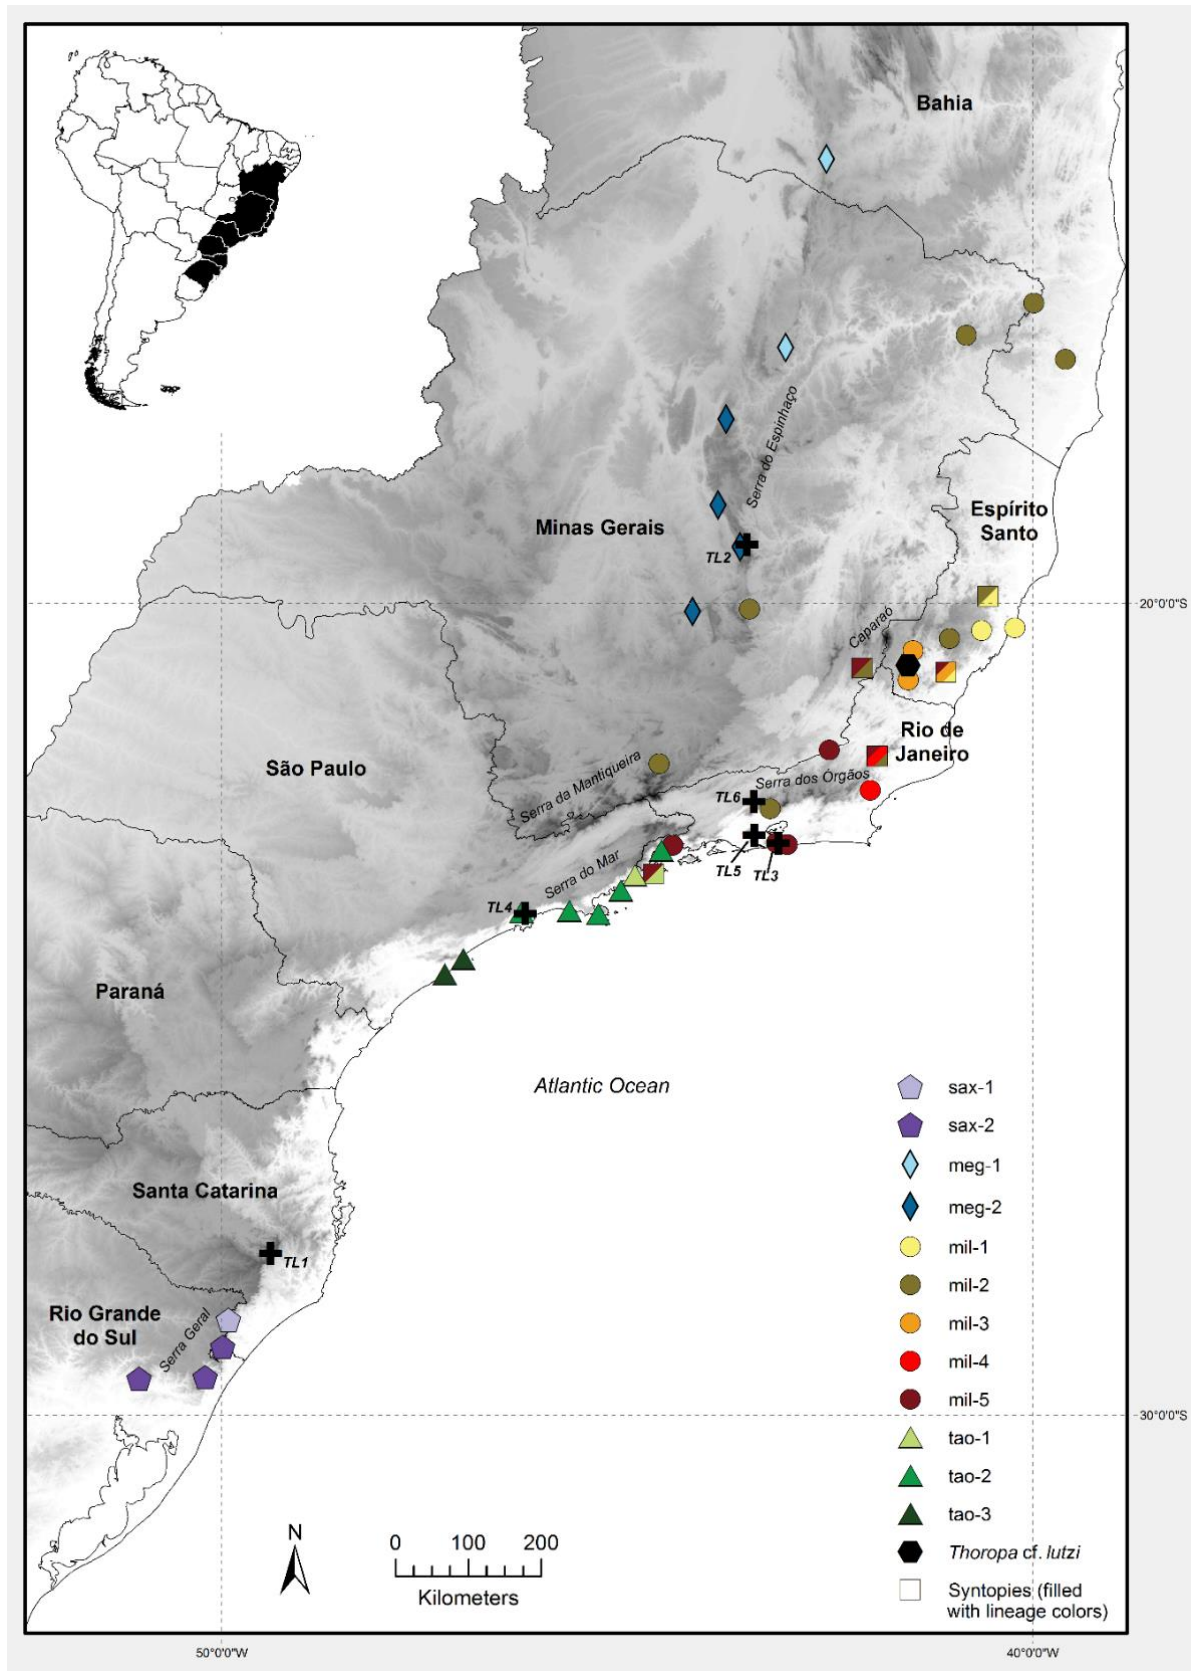 Bahia
Serra do Espinhaço
Minas Gerais
Espírito
Santo
TL2
20°0'0"S
Caparaó
Rio de
Janeiro
São Paulo
Serra da Mantiqueira
Serra dos Órgãos
TL6
TL5
TL3
Serra do Mar
TL4
Paraná
Atlantic Ocean
Santa Catarina
TL1
Rio Grande
do Sul
Serra Geral
30°0'0"S
sax-1
sax-2
meg-1
meg-2
mil-1
mil-2
mil-3
mil-4
mil-5
tao-1
tao-2
tao-3
Thoropa cf. lutzi
Syntopies (filled
with lineage colors)
N
0 100 200
Kilometers
50°0'0"W
40°0'0"W